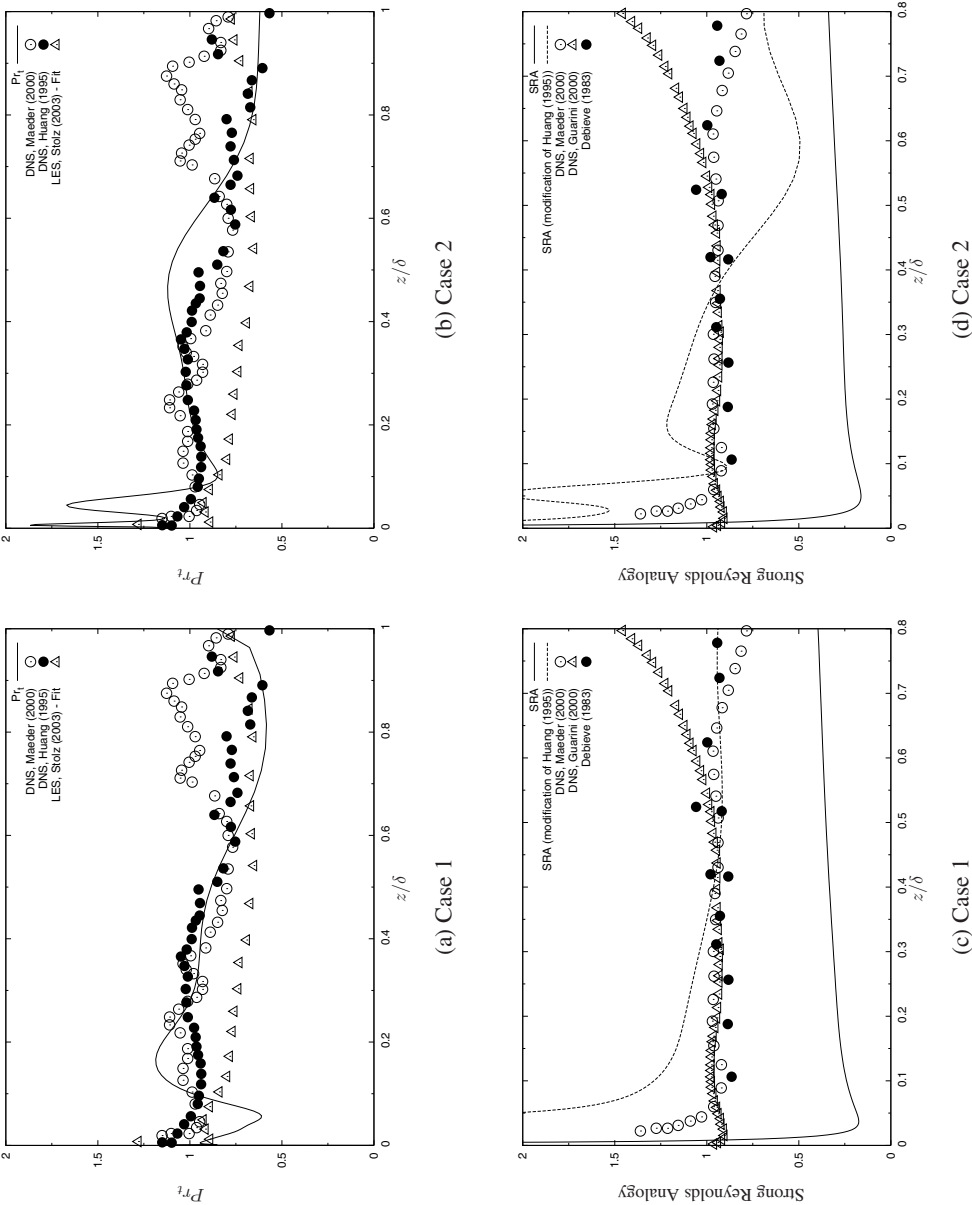 2
1.5
1
0.5
0
0
0.2
0.4
0.6
0.8
1
Pr_t
z/δ
Pr_t
DNS, Maeder (2000)
DNS , Huang (1995)
LES, Stolz (2003) - Fit
(a) Case 1
2
1.5
1
0.5
0
0
0.2
0.4
0.6
0.8
1
Pr_t
z/δ
Pr_t
DNS, Maeder (2000)
DNS , Huang (1995)
LES, Stolz (2003) - Fit
(b) Case 2
2
1.5
1
0.5
0
0
0.1
0.2
0.3
0.4
0.5
0.6
0.7
0.8
Strong Reynolds Analogy
z/δ
SRA
SRA (modification of Huang (1995))
DNS, Maeder (2000)
DNS, Guarini (2000)
Debieve (1983)
(c) Case 1
2
1.5
1
0.5
0
0
0.1
0.2
0.3
0.4
0.5
0.6
0.7
0.8
Strong Reynolds Analogy
z/δ
SRA
SRA (modification of Huang (1995))
DNS, Maeder (2000)
DNS, Guarini (2000)
Debieve (1983)
(d) Case 2